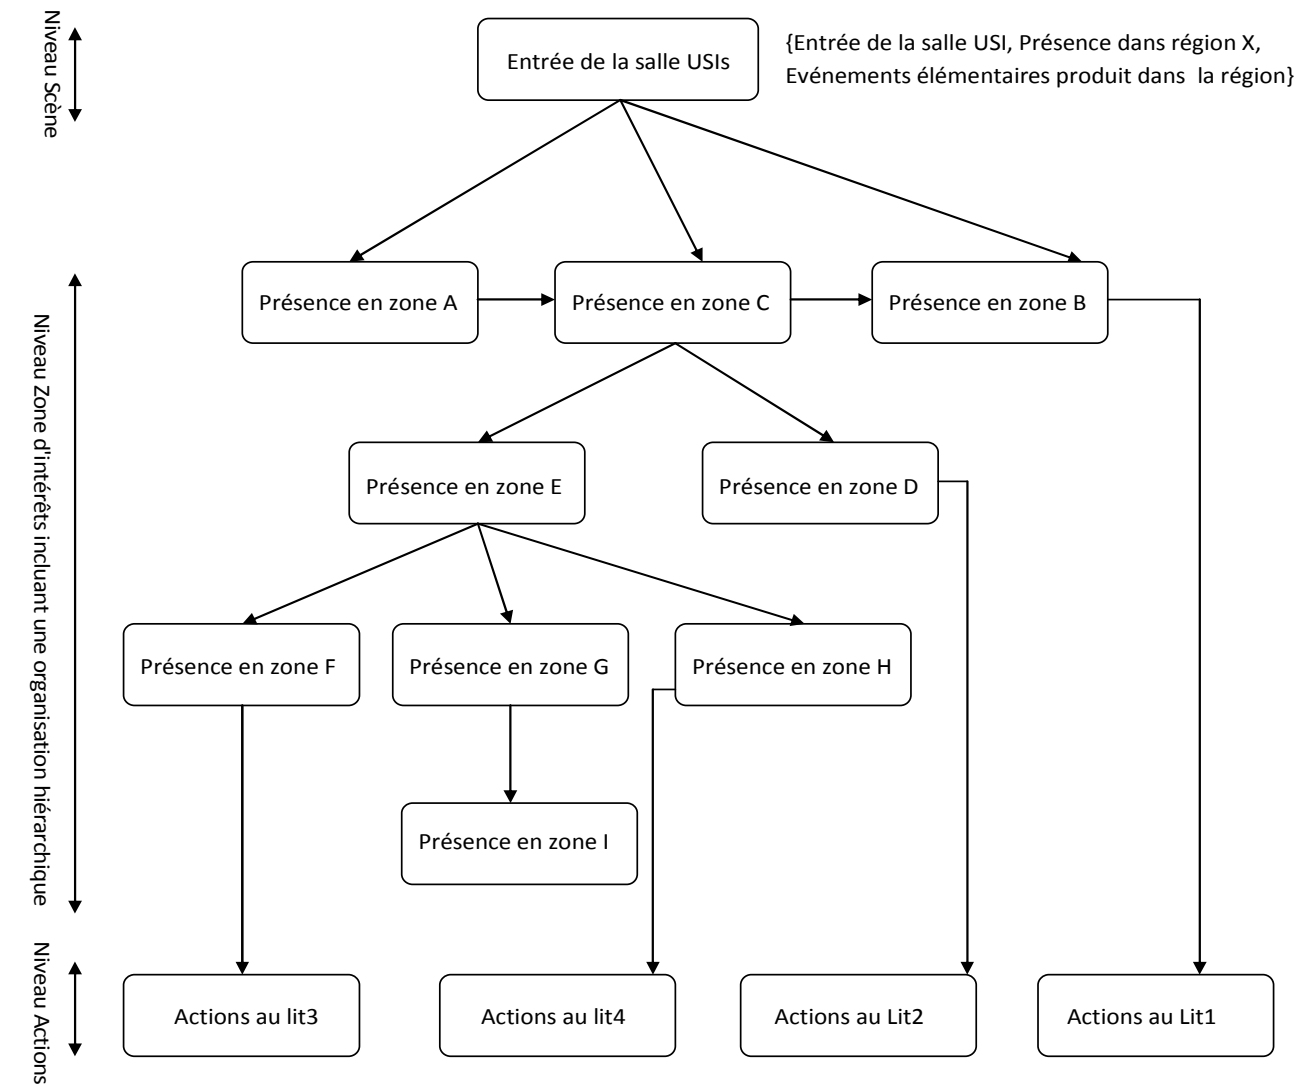 Niveau Scène
Entrée de la salle USIs
{Entrée de la salle USI, Présence dans région X,
Evénements élémentaires produit dans la région}
Niveau Zone d'intérêts incluant une organisation hiérarchique
Présence en zone A
Présence en zone C
Présence en zone B
Présence en zone E
Présence en zone D
Présence en zone F
Présence en zone G
Présence en zone H
Présence en zone I
Niveau Actions
Actions au lit3
Actions au lit4
Actions au Lit2
Actions au Lit1